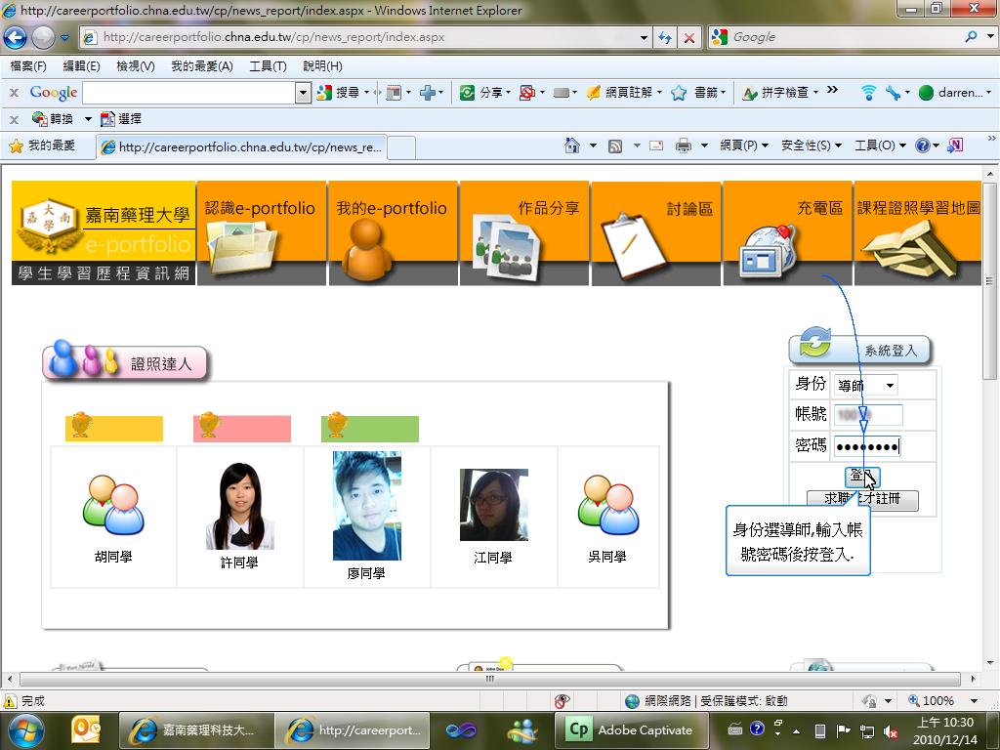 http://careerportfolio.chna.edu.tw/cp/news_report/index.aspx - Windows Internet Explorer
http://careerportfolio.chna.edu.tw/cp/news_report/index.aspx
Google
檔案(F) 編輯(E) 檢視(V) 我的最愛(A) 工具(T) 說明(H)
x Google 搜尋 分享 網頁註解 書籤 拼字檢查 darren...
x 轉換 選擇
我的最愛 http://careerportfolio.chna.edu.tw/cp/news_re... 網頁(P) 安全性(S) 工具(O)
嘉南藥理大學
e-portfolio
學生學習歷程資訊網
大 嘉 南 學
認識e-portfolio 我的e-portfolio 作品分享 討論區 充電區 課程證照學習地圖
證照達人
系統登入
身份 導師
帳號
密碼
登
求職 才註冊
身份選導師,輸入帳
號密碼後按登入.
胡同學 許同學 廖同學 江同學 吳同學
完成 網際網路 | 受保護模式: 啟動 100%
嘉南藥理科技大... http://careerport... Cp Adobe Captivate
上午 10:30
2010/12/14